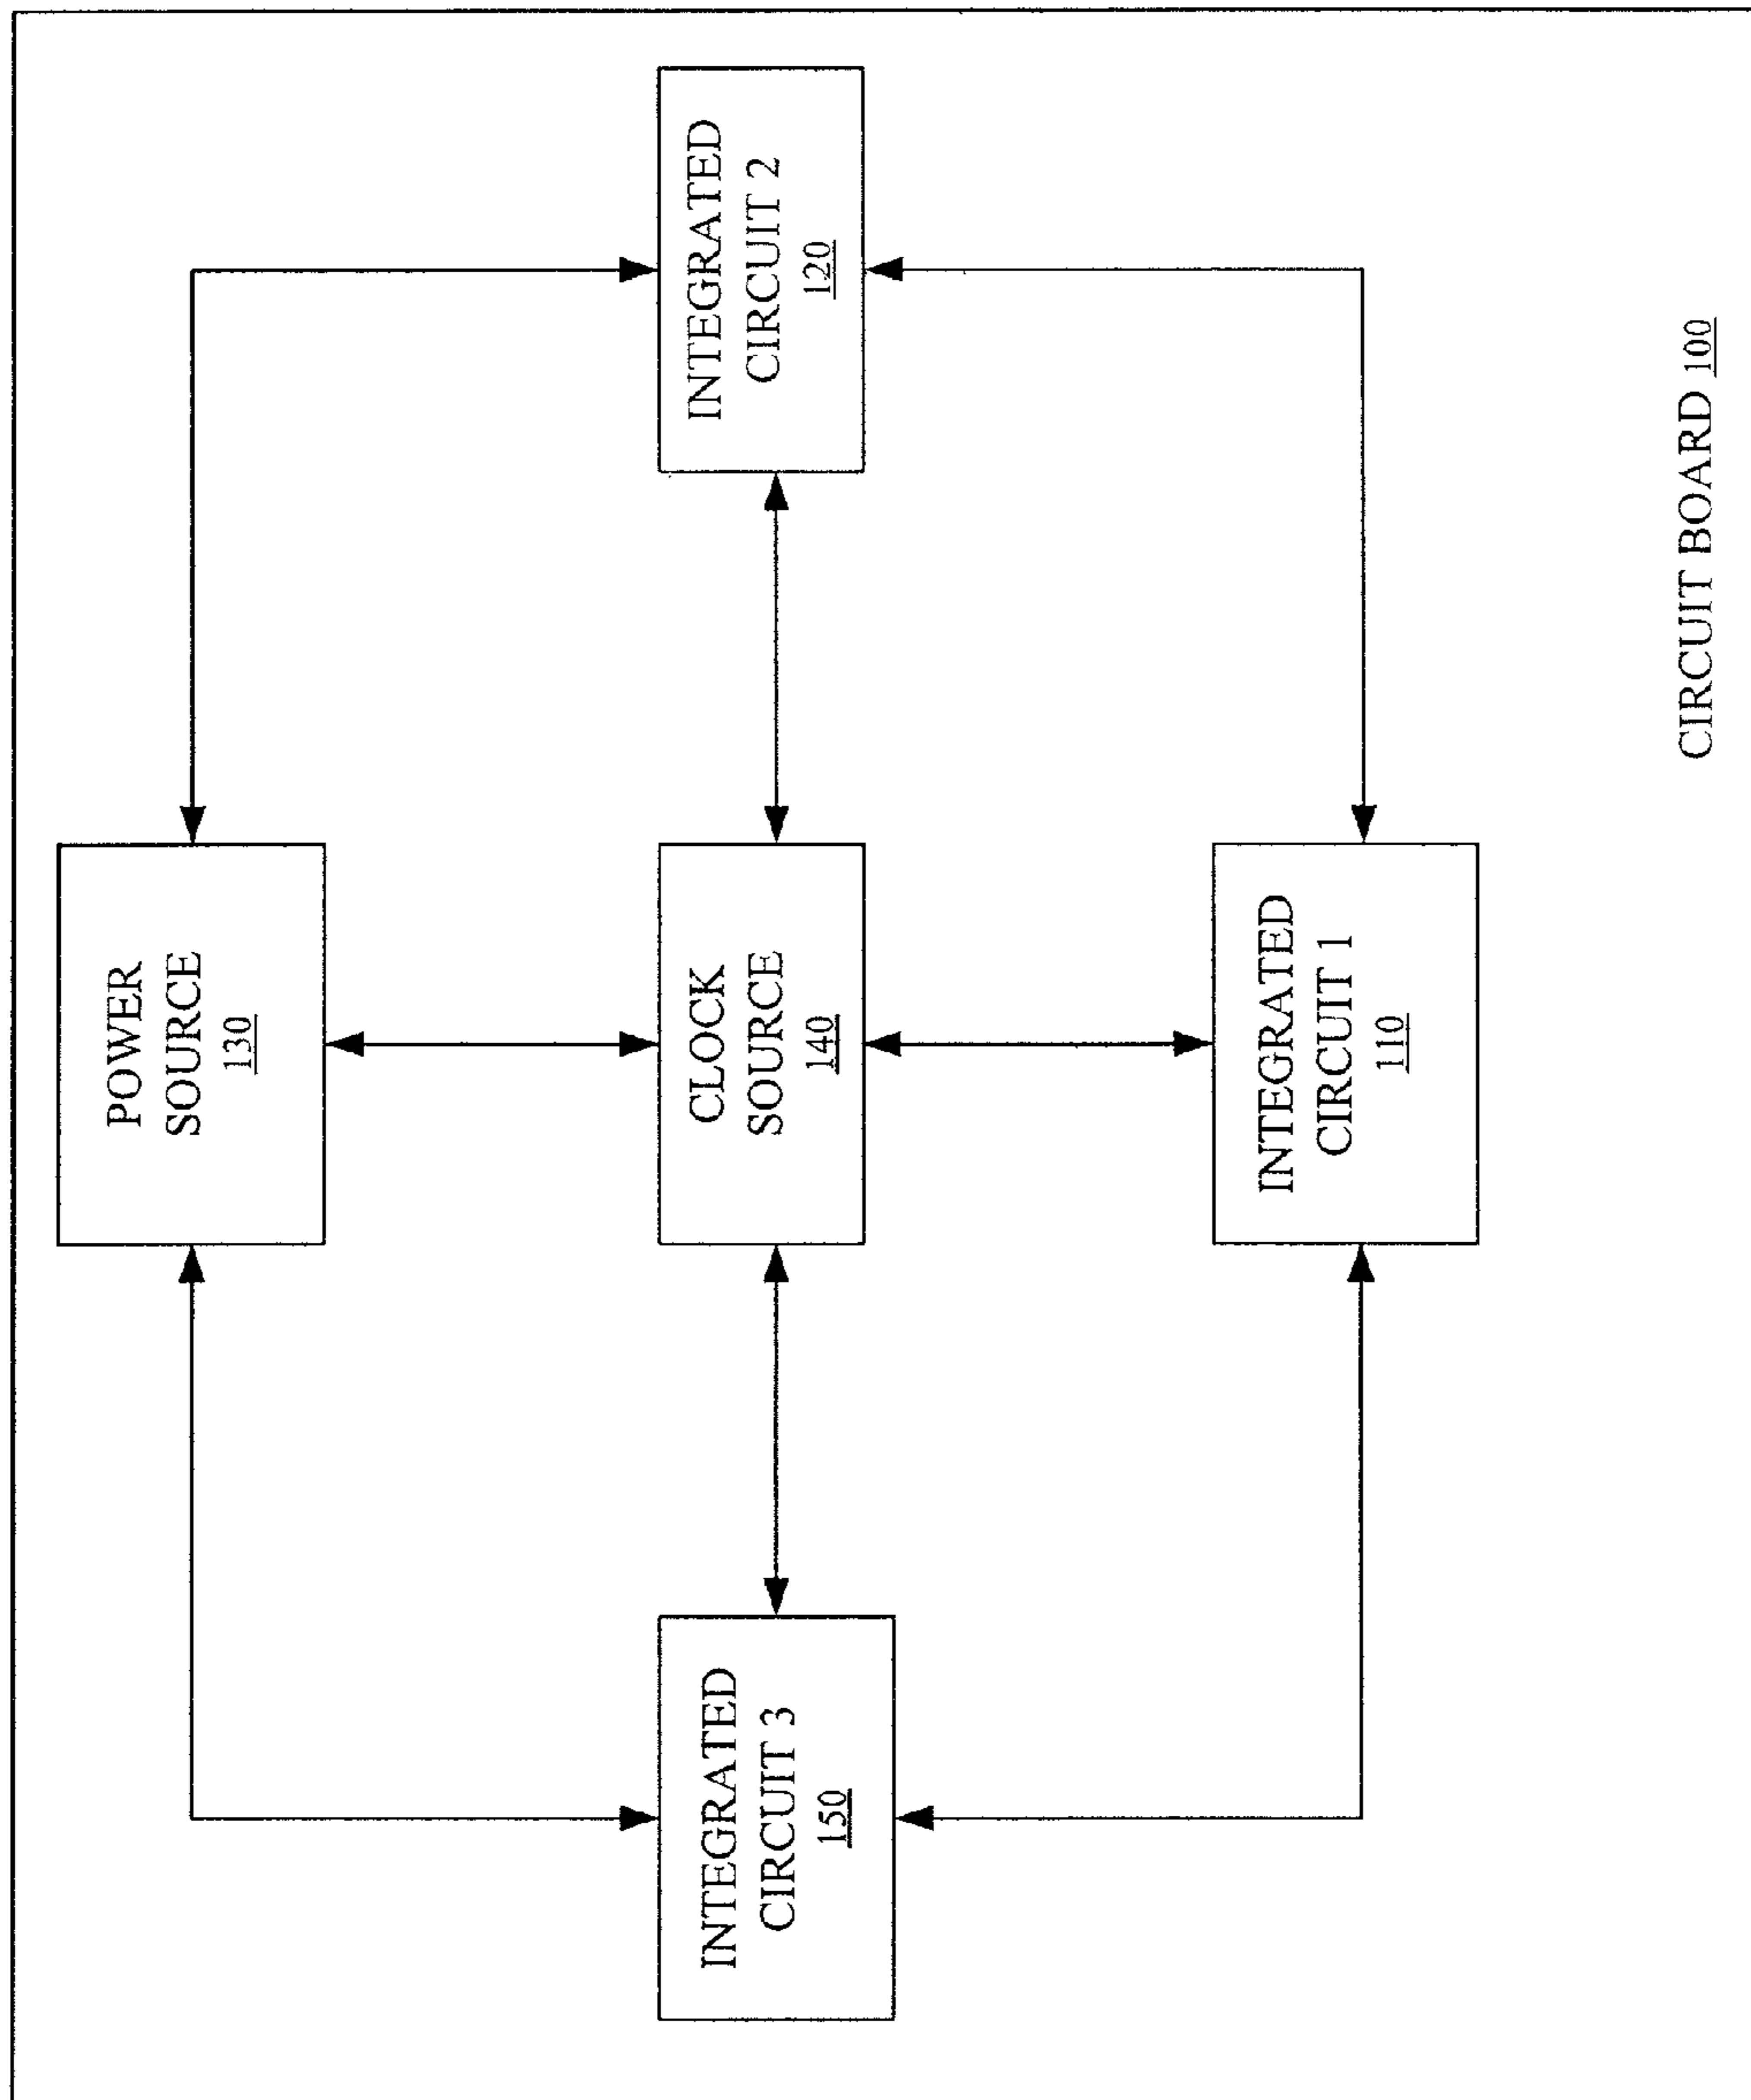 POWER
SOURCE
130
INTEGRATED
CIRCUIT 3
150
CLOCK
SOURCE
140
INTEGRATED
CIRCUIT 2
120
INTEGRATED
CIRCUIT 1
110
CIRCUIT BOARD 100